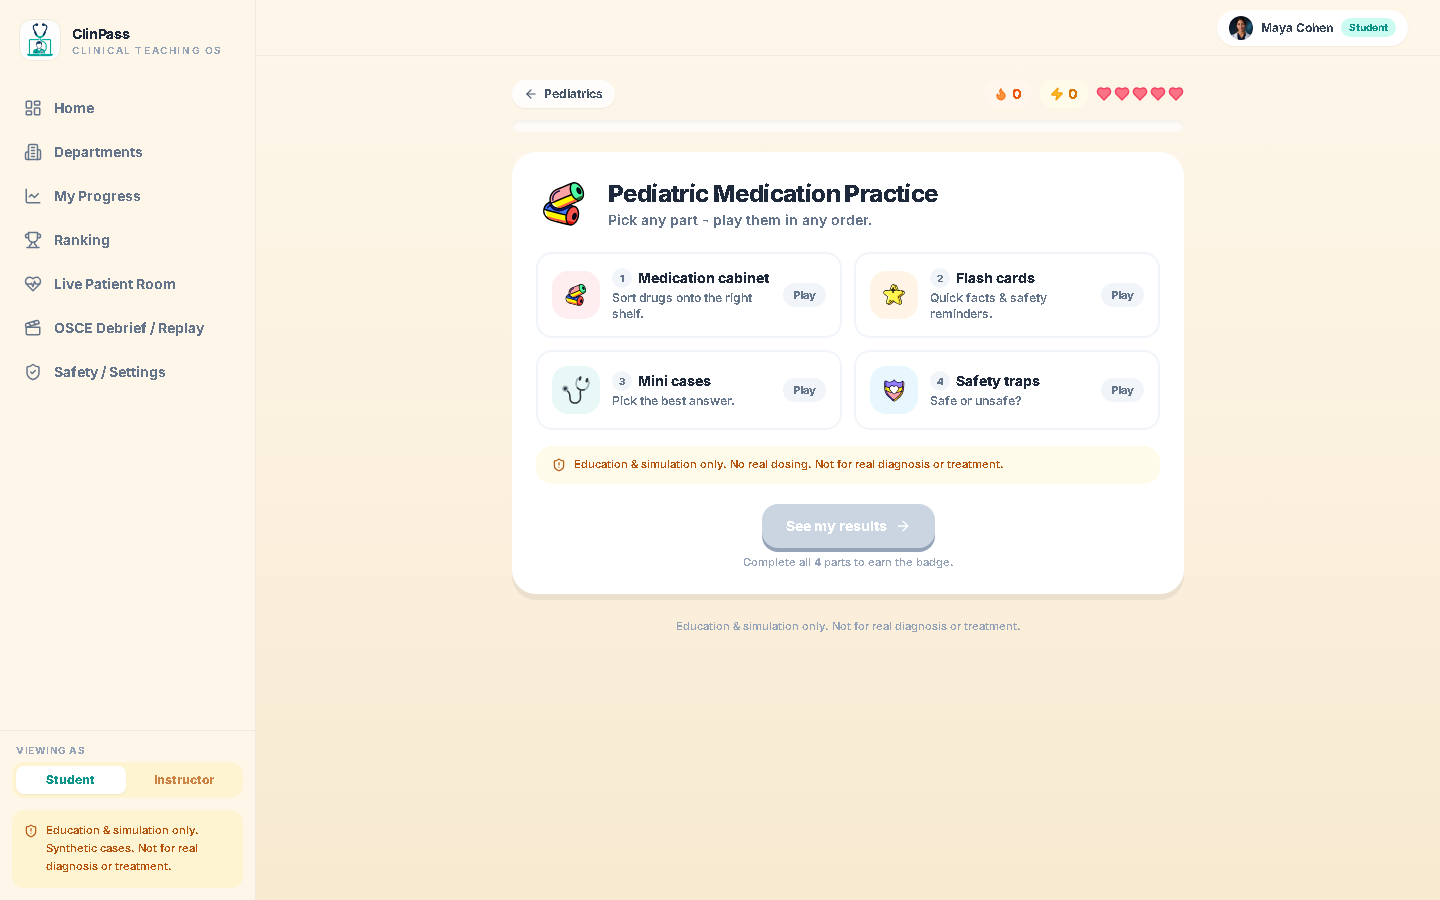 ClinPass
CLINICAL TEACHING OS
Home
Departments
My Progress
Ranking
Live Patient Room
OSCE Debrief / Replay
Safety / Settings
VIEWING AS
Student
Instructor
Education & simulation only.
Synthetic cases. Not for real
diagnosis or treatment.
Maya Cohen
Student
Pediatrics
0
0
Pediatric Medication Practice
Pick any part - play them in any order.
1 Medication cabinet
Sort drugs onto the right
shelf.
Play
2 Flash cards
Quick facts & safety
reminders.
Play
3 Mini cases
Pick the best answer.
Play
4 Safety traps
Safe or unsafe?
Play
Education & simulation only. No real dosing. Not for real diagnosis or treatment.
See my results
Complete all 4 parts to earn the badge.
Education & simulation only. Not for real diagnosis or treatment.